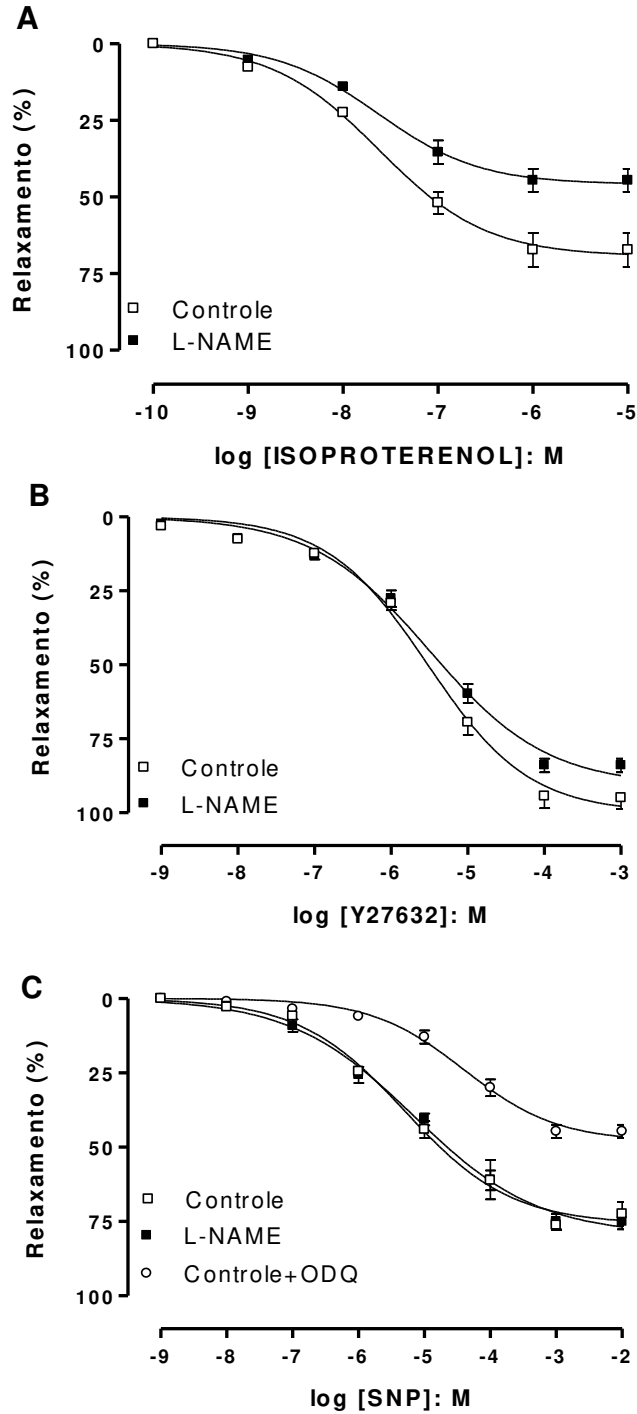 A
Relaxamento (%)
0
25
50
75
100
Controle
L-NAME
-10 -9 -8 -7 -6 -5
log [ISOPROTERENOL]: M
B
Relaxamento (%)
0
25
50
75
100
Controle
L-NAME
-9 -8 -7 -6 -5 -4 -3
log [Y27632]: M
C
Relaxamento (%)
0
25
50
75
100
Controle
L-NAME
Controle+ODQ
-9 -8 -7 -6 -5 -4 -3 -2
log [SNP]: M